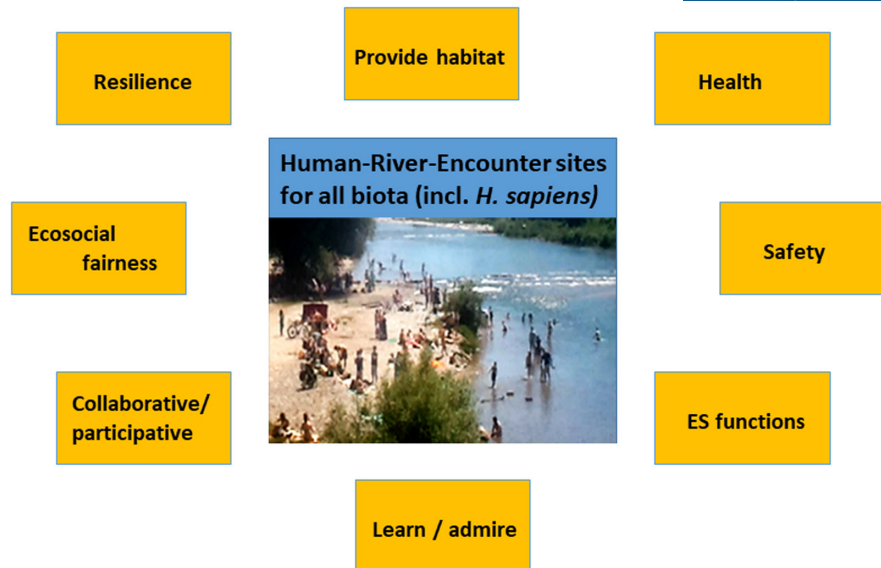 Provide habitat
Resilience
Health
Human-River-Encounter sites
for all biota (incl. H. sapiens)
Ecosocial
fairness
Safety
Collaborative/
participative
ES functions
Learn / admire